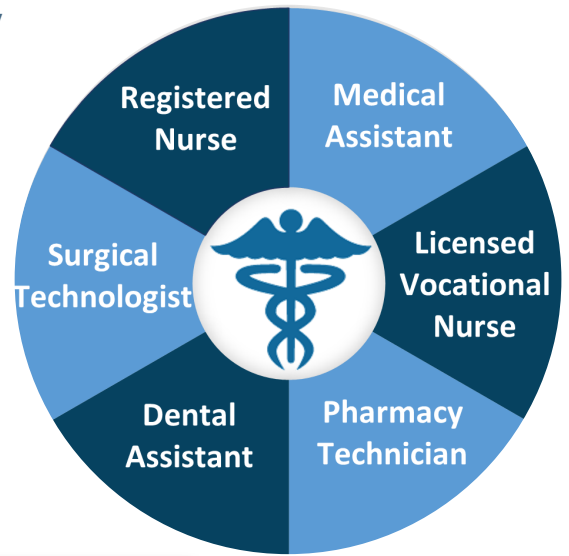 Registered
Nurse
Medical
Assistant
Licensed
Vocational
Nurse
Pharmacy
Technician
Dental
Assistant
Surgical
Technologist